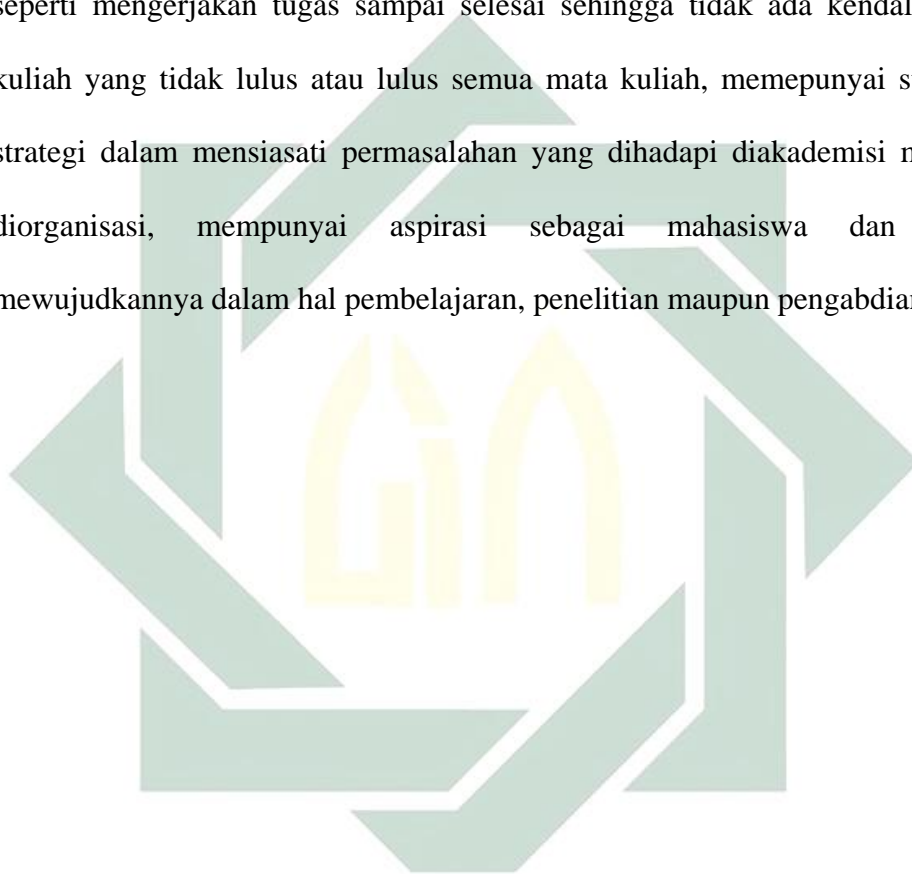 seperti mengerjakan tugas sampai selesai sehingga tidak ada
kuliah yang tidak lulus atau lulus semua mata kuliah, memepunyai
strategi dalam mensiasati permasalahan yang dihadapi diakademisi
diorganisasi, mempunyai aspirasi sebagai mahasiswa dan
mewujudkannya dalam hal pembelajaran, penelitian maupun